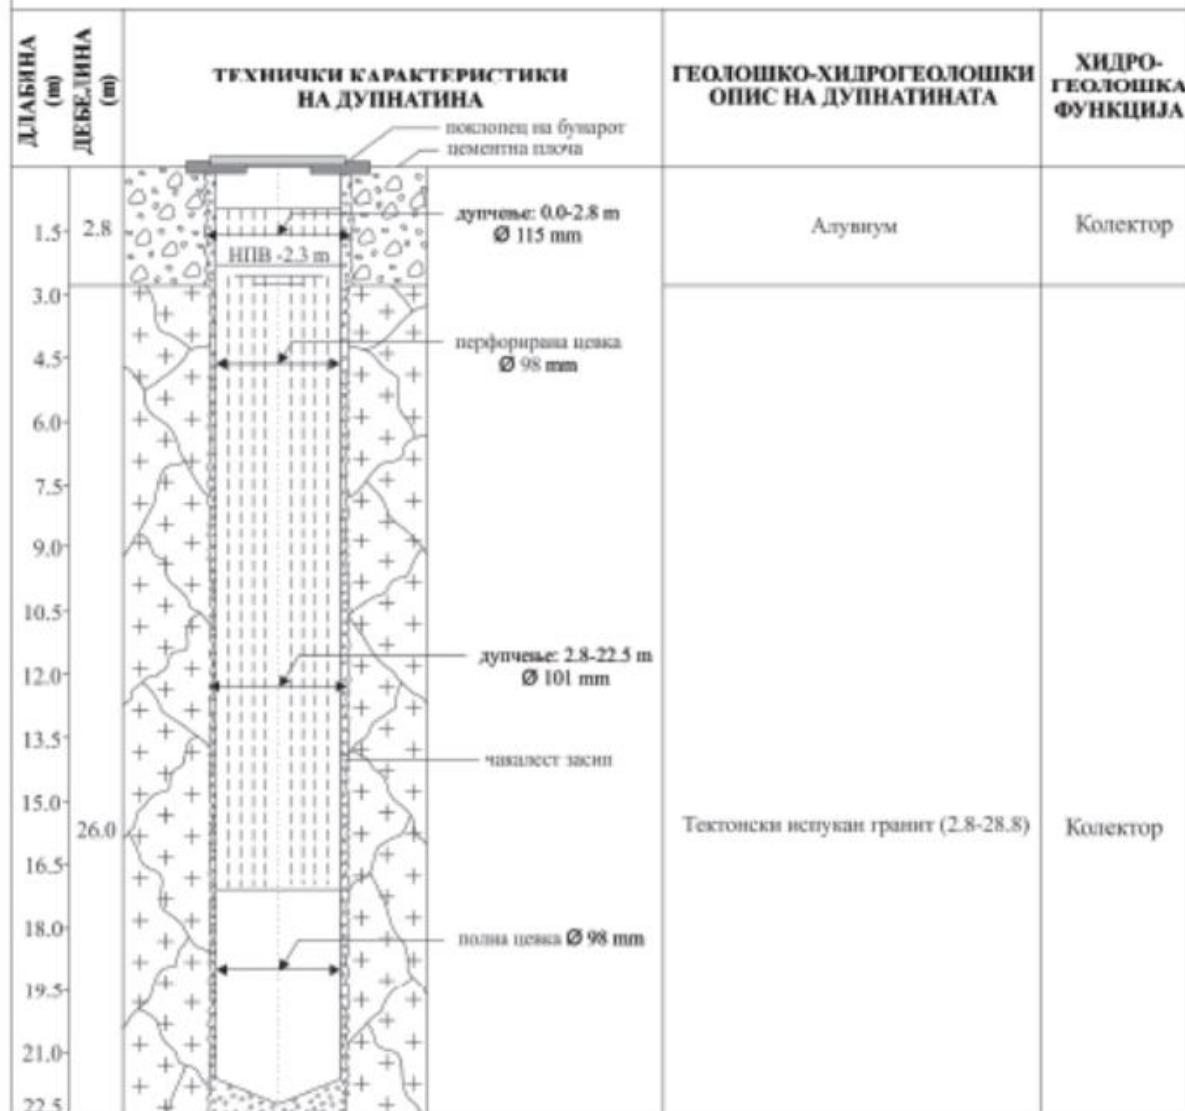 ДЛАБИНА
(m)
ДЕБЕЛИНА
(m)
ТЕХНИЧКИ КАРАКТЕРИСТИКИ
НА ДУПНАТИНА
ГЕОЛОШКО-ХИДРОГЕОЛОШКИ
ОПИС НА ДУПНАТИНАТА
ХИДРО-
ГЕОЛОШКА
ФУНКЦИЈА
поклопец на бунарот
цементна плоча
дупчење: 0.0-2.8 m
Ø 115 mm
1.5
2.8
Алувиум
Колектор
НПВ -2.3 m
3.0
перфорирана цевка
Ø 98 mm
4.5
6.0
7.5
9.0
10.5
дупчење: 2.8-22.5 m
Ø 101 mm
12.0
13.5
чакалест засип
15.0
26.0
Тектонски испукан гранит (2.8-28.8)
Колектор
16.5
18.0
полна цевка Ø 98 mm
19.5
21.0
22.5